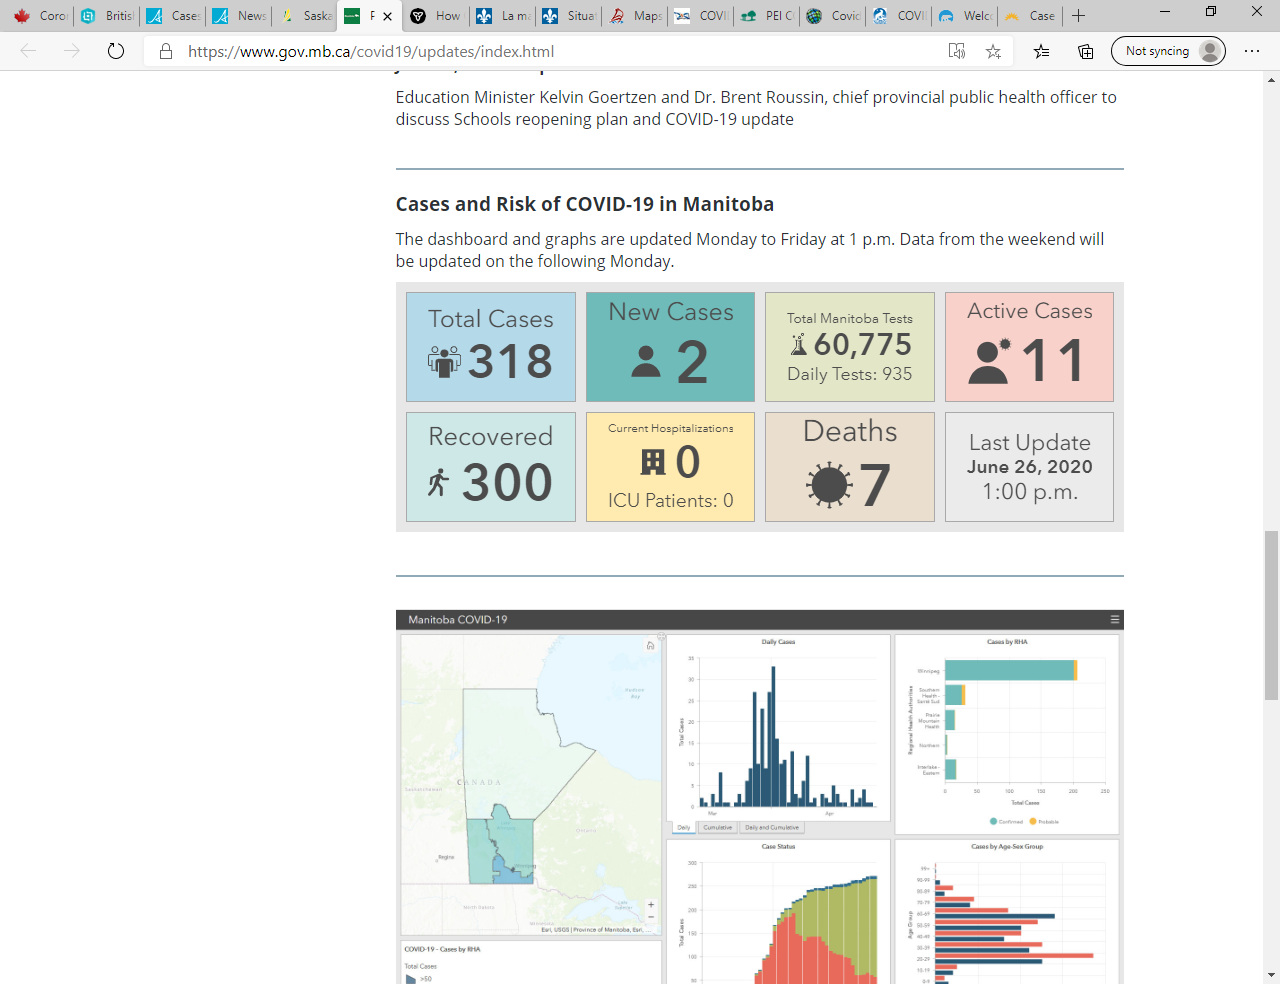 Coror
Britisl
Cases
News
Saska
F
How
La ma
Situat
Maps
COVI
PEI C
Covid
COVI
Welco
Case
https://www.gov.mb.ca/covid19/updates/index.html
Not syncing
Education Minister Kelvin Goertzen and Dr. Brent Roussin, chief provincial public health officer to
discuss Schools reopening plan and COVID-19 update
Cases and Risk of COVID-19 in Manitoba
The dashboard and graphs are updated Monday to Friday at 1 p.m. Data from the weekend will
be updated on the following Monday.
Total Cases
318
New Cases
2
Total Manitoba Tests
60,775
Daily Tests: 935
Active Cases
11
Recovered
300
Current Hospitalizations
0
ICU Patients: 0
Deaths
7
Last Update
June 26, 2020
1:00 p.m.
Manitoba COVID-19
Hudson
Bay
CANADA
Saskatchewan
Ontario
Regina
Winnipeg
North Dakota
Minnesota
Lake
Superior
+
−
Esri, USGS | Province of Manitoba, Esri, ...
COVID-19 - Cases by RHA
Total Cases
>50
Daily Cases
Total Cases
35
30
25
20
15
10
5
0
Mar
Apr
Daily
Cumulative
Daily and Cumulative
Cases by RHA
Regional Health Authorities
Winnipeg
Southern
Health -
Santé Sud
Prairie
Mountain
Health
Northern
Interlake -
Eastern
0
50
100
150
200
250
Total Cases
Confirmed
Probable
Case Status
Total Cases
300
250
200
150
100
50
Cases by Age-Sex Group
Age Group
90-99
80-89
70-79
60-69
50-59
40-49
30-39
20-29
10-19
0-9